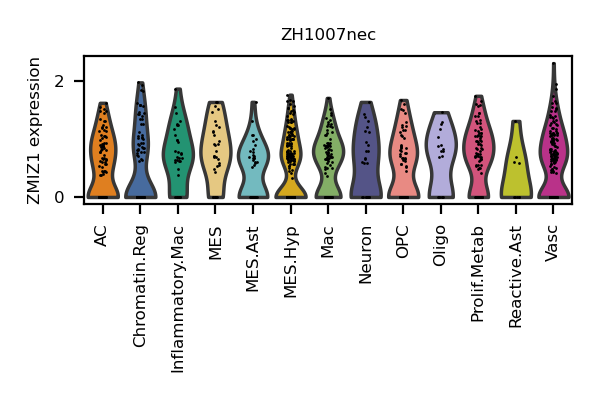 ZH1007nec
ZMIZ1 expression
2
0
AC
Chromatin.Reg
Inflammatory.Mac
MES
MES.Ast
MES.Hyp
Mac
Neuron
OPC
Oligo
Prolif.Metab
Reactive.Ast
Vasc